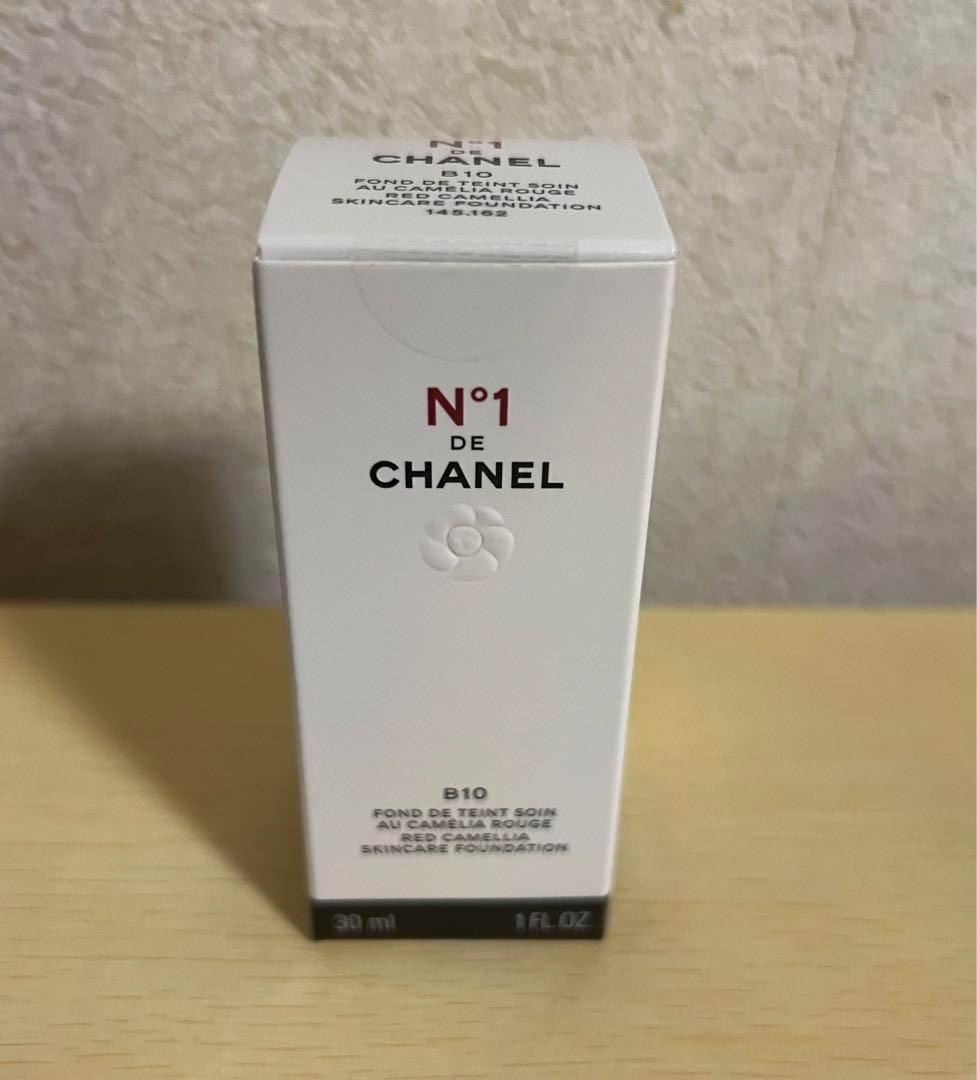 N°1
DE
CHANEL
B10
FOND DE TEINT SOIN
AU CAMÉLIA ROUGE
RED CAMELLIA
SKINCARE FOUNDATION
145.162
N°1
DE
CHANEL
B10
FOND DE TEINT SOIN
AU CAMÉLIA ROUGE
RED CAMELLIA
SKINCARE FOUNDATION
30 ml 1 FL. OZ